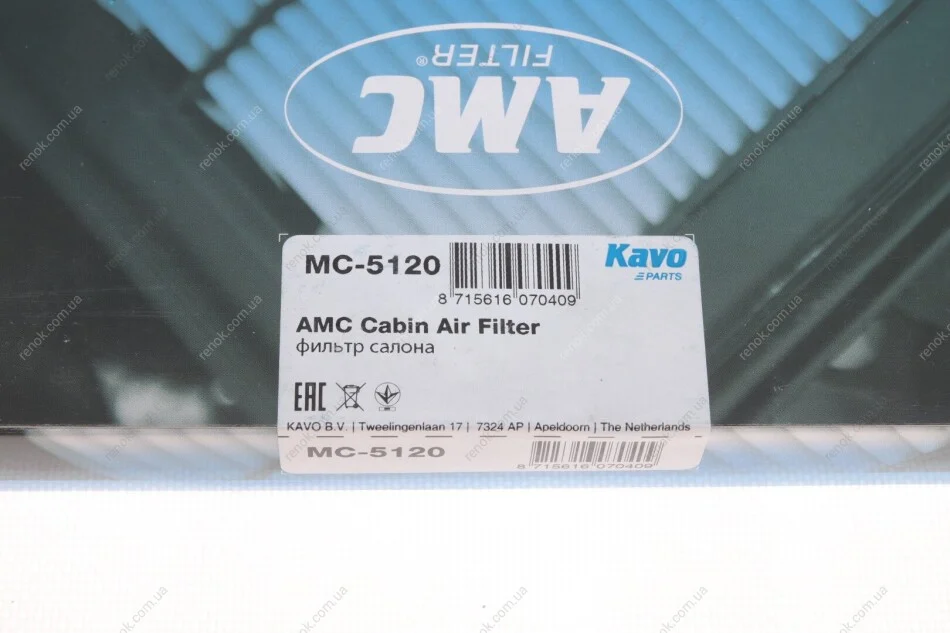 AMC
FILTER®
MC-5120
8 715616 070409
Kavo
PARTS
AMC Cabin Air Filter
фильтр салона
EAC
KAVO B.V. | Tweelingenlaan 17 | 7324 AP | Apeldoorn | The Netherlands
MC-5120
8 715616 070409
renok.com.ua